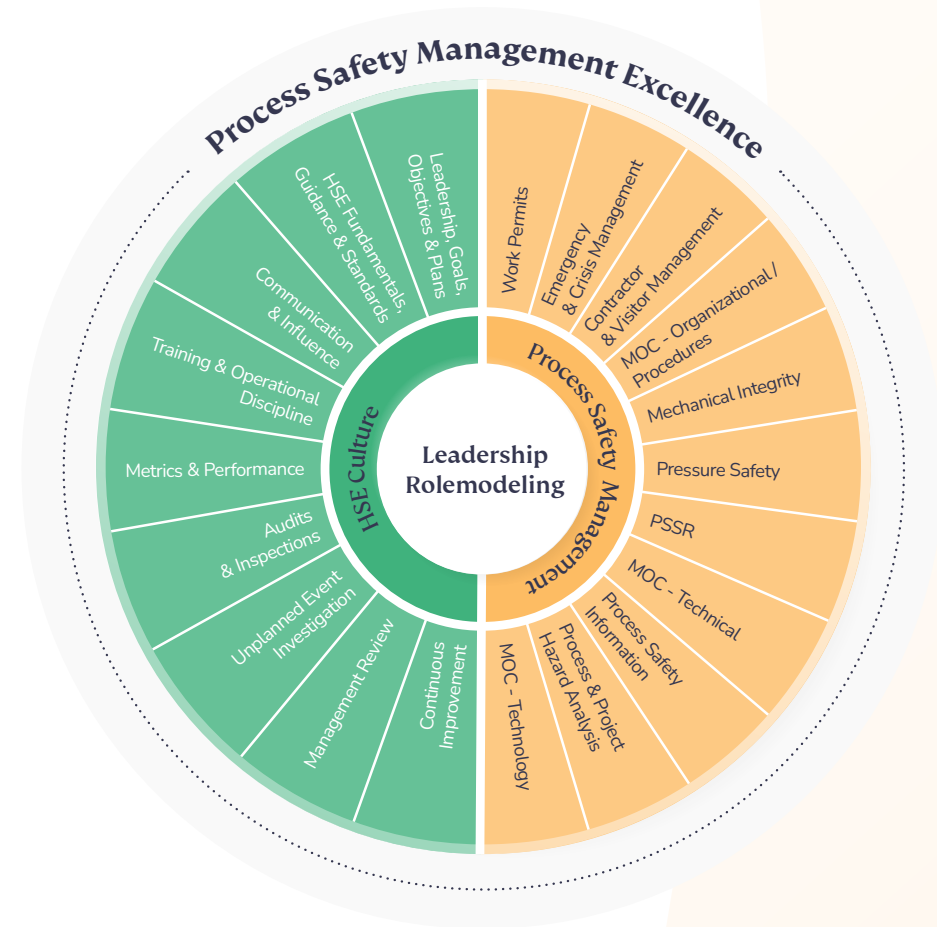 Process Safety Management Excellence
Leadership, Goals,
Objectives & Plans
HSE Fundamentals,
Guidance & Standards
Communication
& Influence
Training & Operational
Discipline
Metrics & Performance
Audits
& Inspections
Unplanned Event
Investigation
Management Review
Continuous
Improvement
Work Permits
Emergency
& Crisis Management
Contractor
& Visitor Management
MOC - Organizational /
Procedures
Mechanical Integrity
Pressure Safety
PSSR
MOC - Technical
Process Safety
Information
Process & Project
Hazard Analysis
MOC - Technology
HSE Culture
Process Safety Management
Leadership
Rolemodeling